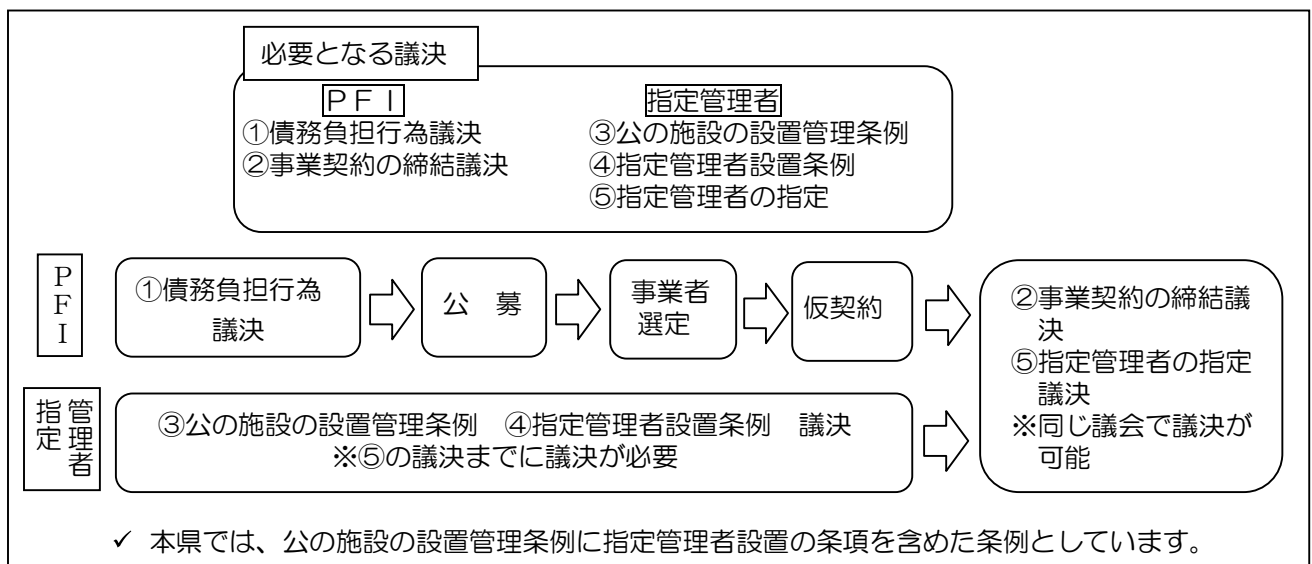 必要となる議決
ＰＦＩ
①債務負担行為議決
②事業契約の締結議決
指定管理者
③公の施設の設置管理条例
④指定管理者設置条例
⑤指定管理者の指定
ＰＦＩ
①債務負担行為
議決
公　募
事業者
選定
仮契約
②事業契約の締結議
決
⑤指定管理者の指定
議決
※同じ議会で議決が
可能
指定
管理者
③公の施設の設置管理条例　④指定管理者設置条例　議決
※⑤の議決までに議決が必要
✓ 本県では、公の施設の設置管理条例に指定管理者設置の条項を含めた条例としています。